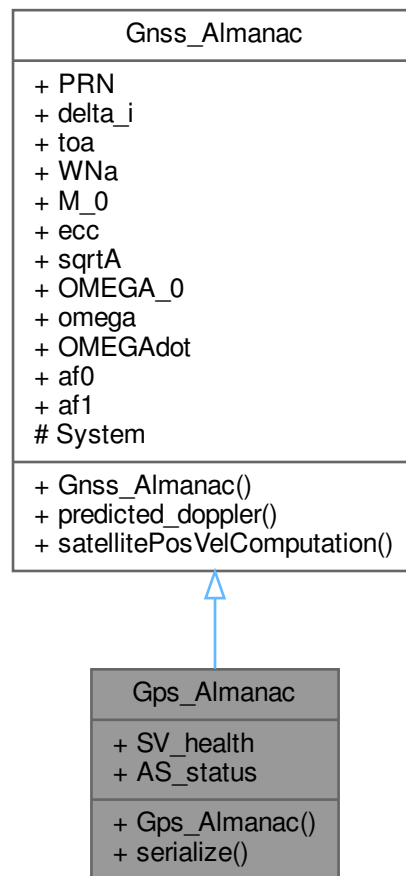 Gnss_Almanac
+ PRN
+ delta_i
+ toa
+ WNa
+ M_0
+ ecc
+ sqrtA
+ OMEGA_0
+ omega
+ OMEGAdot
+ af0
+ af1
# System
+ Gnss_Almanac()
+ predicted_doppler()
+ satellitePosVelComputation()
Gps_Almanac
+ SV_health
+ AS_status
+ Gps_Almanac()
+ serialize()